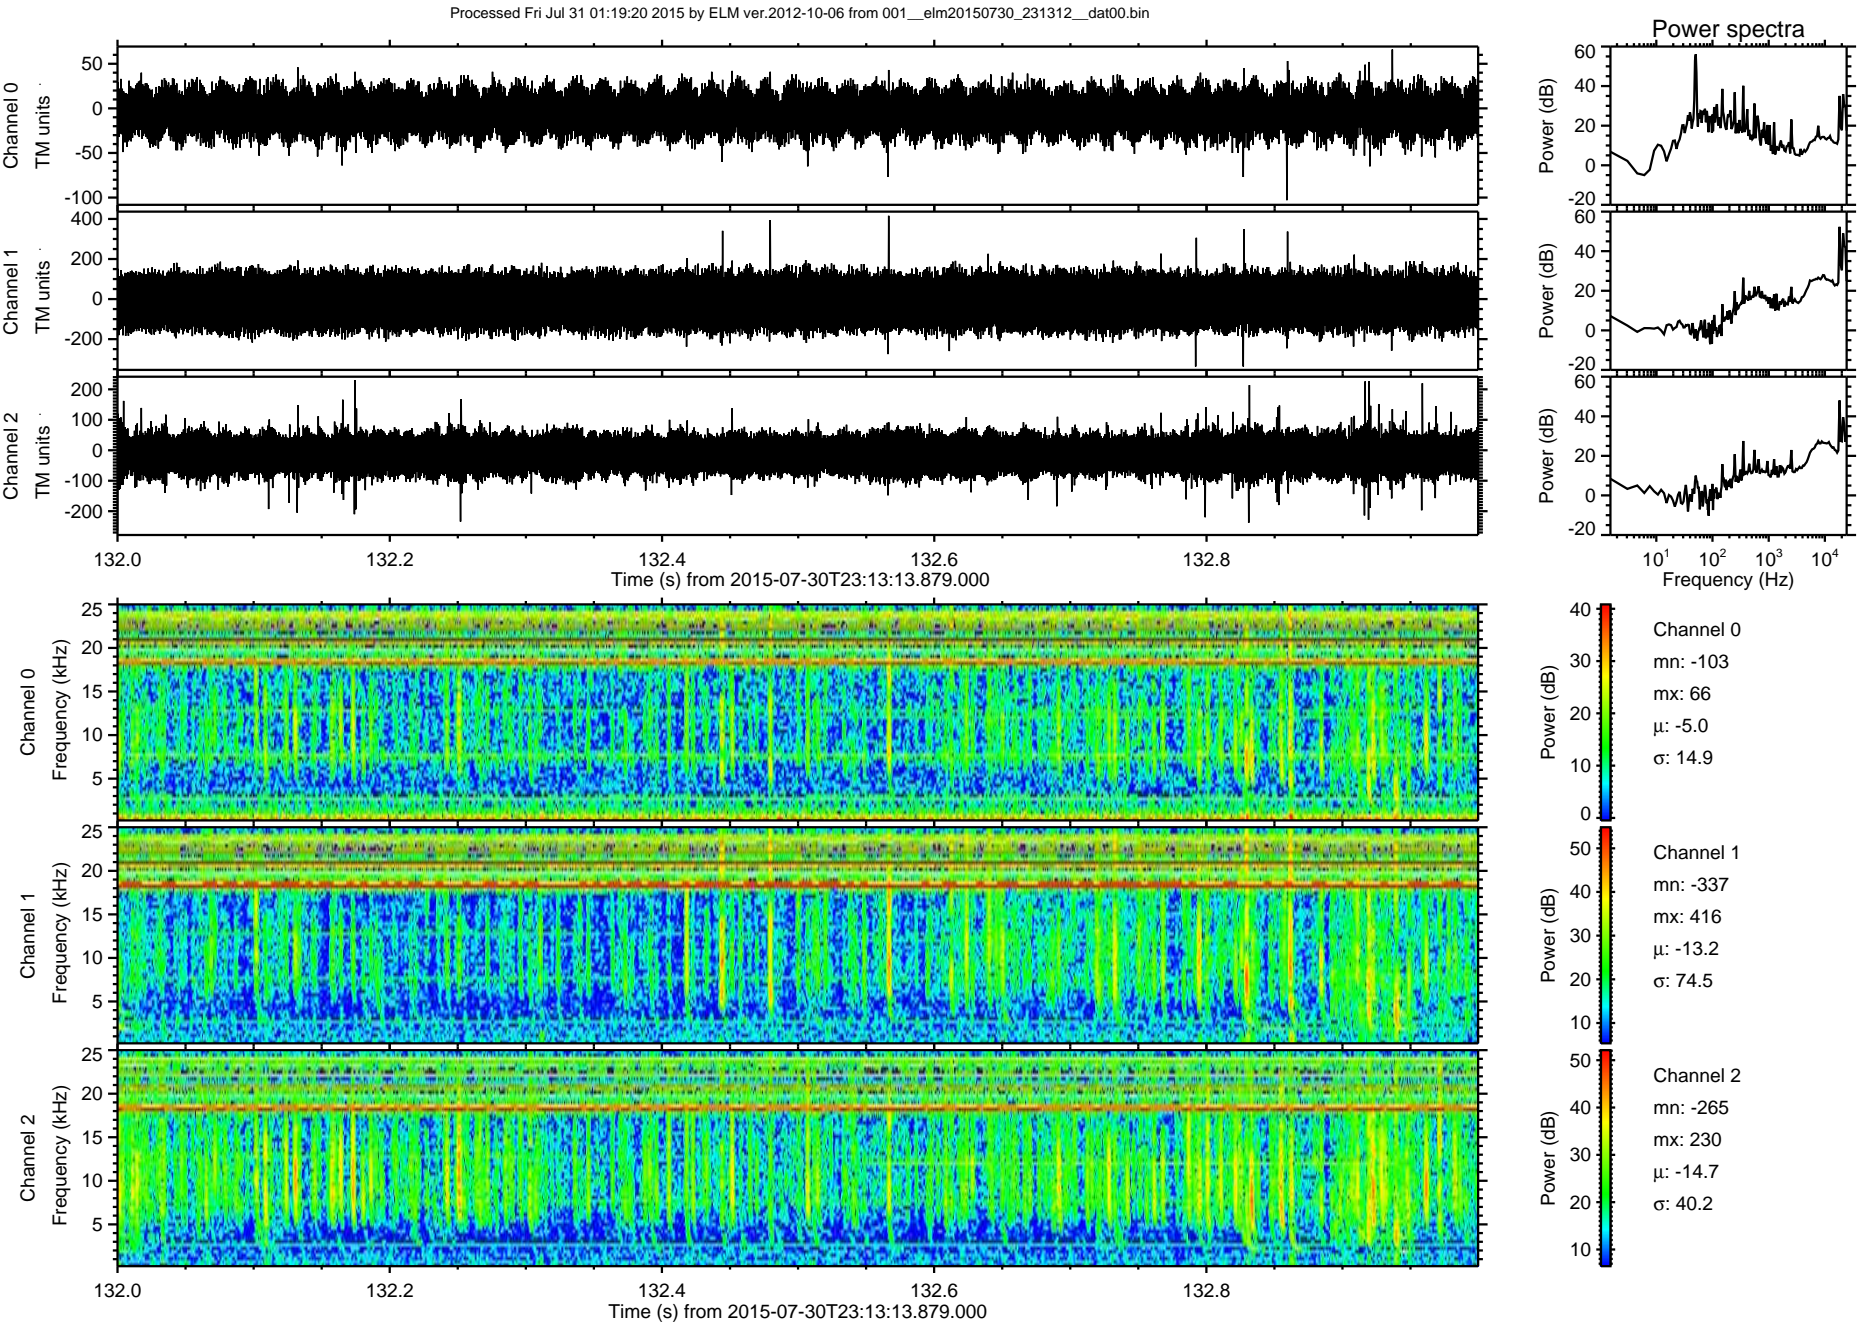 Processed Fri Jul 31 01:19:20 2015 by ELM ver.2012-10-06 from 001__elm20150730_231312__dat00.bin
Power spectra
Channel 0
TM units
50
0
-50
-100
Power (dB)
60
40
20
0
-20
Channel 1
TM units
400
200
0
-200
Power (dB)
60
40
20
0
-20
Channel 2
TM units
200
100
0
-100
-200
Power (dB)
60
40
20
0
-20
132.0 132.2 132.4 132.6 132.8
Time (s) from 2015-07-30T23:13:13.879.000
10^1 10^2 10^3 10^4
Frequency (Hz)
Channel 0
Frequency (kHz)
25
20
15
10
5
Power (dB)
40
30
20
10
0
Channel 0
mn: -103
mx: 66
μ: -5.0
σ: 14.9
Channel 1
Frequency (kHz)
25
20
15
10
5
Power (dB)
50
40
30
20
10
Channel 1
mn: -337
mx: 416
μ: -13.2
σ: 74.5
Channel 2
Frequency (kHz)
25
20
15
10
5
Power (dB)
50
40
30
20
10
Channel 2
mn: -265
mx: 230
μ: -14.7
σ: 40.2
132.0 132.2 132.4 132.6 132.8
Time (s) from 2015-07-30T23:13:13.879.000